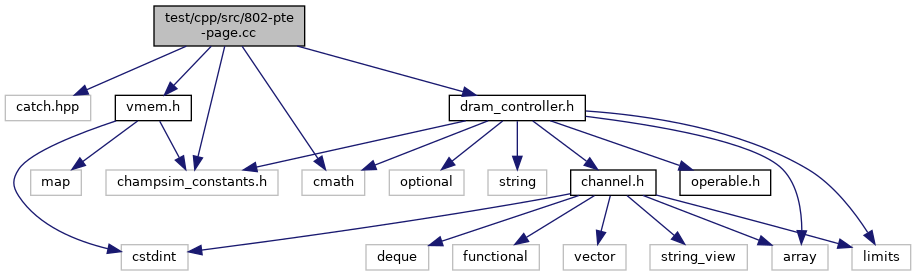 test/cpp/src/802-pte
-page.cc
catch.hpp
vmem.h
dram_controller.h
map
champsim_constants.h
cmath
optional
string
channel.h
operable.h
cstdint
deque
functional
vector
string_view
array
limits